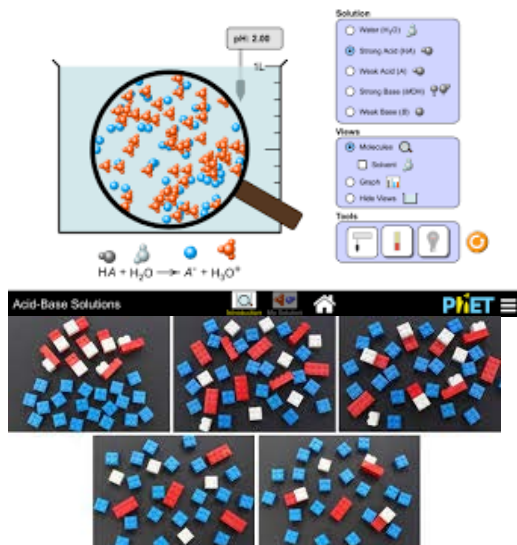 pH: 2.00
1L
Solution
Water (H₂O)
Strong Acid (HA)
Weak Acid (A)
Strong Base (MOH)
Weak Base (B)
Views
Molecules
Solvent
Graph
Hide Views
Tools
HA + H₂O → A⁻ + H₃O⁺
Acid-Base Solutions
Introduction
My Solution
PhET